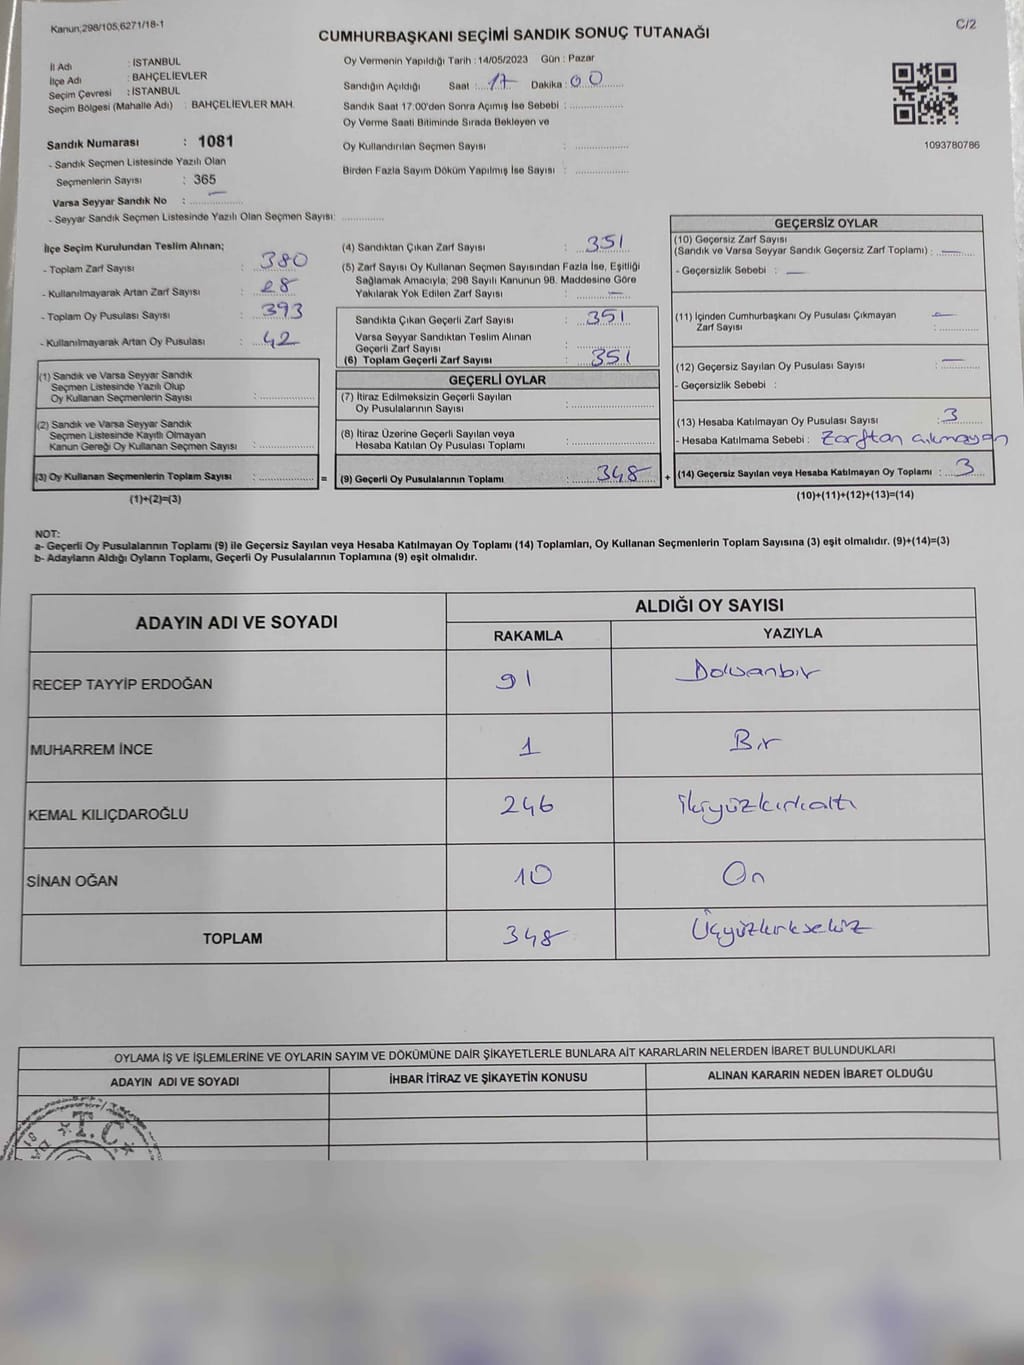 Kanun;298/105,6271/18-1
C/2
CUMHURBAŞKANI SEÇİMİ SANDIK SONUÇ TUTANAĞI
İl Adı : İSTANBUL
İlçe Adı : BAHÇELİEVLER
Seçim Çevresi : İSTANBUL
Seçim Bölgesi (Mahalle Adı) : BAHÇELİEVLER MAH.
Sandık Numarası : 1081
- Sandık Seçmen Listesinde Yazılı Olan
Seçmenlerin Sayısı : 365
Varsa Seyyar Sandık No : —
- Seyyar Sandık Seçmen Listesinde Yazılı Olan Seçmen Sayısı:
Oy Vermenin Yapıldığı Tarih : 14/05/2023 Gün : Pazar
Sandığın Açıldığı Saat : 17 Dakika : 00
Sandık Saat 17:00'den Sonra Açımış İse Sebebi :
Oy Verme Saati Bitiminde Sırada Bekleyen ve
Oy Kullandırılan Seçmen Sayısı :
Birden Fazla Sayım Döküm Yapılmış İse Sayısı :
1093780786
İlçe Seçim Kurulundan Teslim Alınan;
- Toplam Zarf Sayısı : 380
- Kullanılmayarak Artan Zarf Sayısı : 28
- Toplam Oy Pusulası Sayısı : 393
- Kullanılmayarak Artan Oy Pusulası : 42
(1) Sandık ve Varsa Seyyar Sandık
Seçmen Listesinde Yazılı Olup
Oy Kullanan Seçmenlerin Sayısı :
(2) Sandık ve Varsa Seyyar Sandık
Seçmen Listesinde Kayıtlı Olmayan
Kanun Gereği Oy Kullanan Seçmen Sayısı :
(3) Oy Kullanan Seçmenlerin Toplam Sayısı : =
(1)+(2)=(3)
(4) Sandıktan Çıkan Zarf Sayısı : 351
(5) Zarf Sayısı Oy Kullanan Seçmen Sayısından Fazla İse, Eşitliği
Sağlamak Amacıyla; 298 Sayılı Kanunun 98. Maddesine Göre
Yakılarak Yok Edilen Zarf Sayısı : —
Sandıkta Çıkan Geçerli Zarf Sayısı : 351
Varsa Seyyar Sandıktan Teslim Alınan
Geçerli Zarf Sayısı :
(6) Toplam Geçerli Zarf Sayısı : 351
GEÇERLİ OYLAR
(7) İtiraz Edilmeksizin Geçerli Sayılan
Oy Pusulalarının Sayısı :
(8) İtiraz Üzerine Geçerli Sayılan veya
Hesaba Katılan Oy Pusulası Toplamı :
(9) Geçerli Oy Pusulalarının Toplamı : 348 +
GEÇERSİZ OYLAR
(10) Geçersiz Zarf Sayısı
(Sandık ve Varsa Seyyar Sandık Geçersiz Zarf Toplamı) : —
- Geçersizlik Sebebi : —
(11) İçinden Cumhurbaşkanı Oy Pusulası Çıkmayan —
Zarf Sayısı :
(12) Geçersiz Sayılan Oy Pusulası Sayısı : —
- Geçersizlik Sebebi :
(13) Hesaba Katılmayan Oy Pusulası Sayısı : 3
- Hesaba Katılmama Sebebi : Zarftan çıkmayan
(14) Geçersiz Sayılan veya Hesaba Katılmayan Oy Toplamı : 3
(10)+(11)+(12)+(13)=(14)
NOT:
a- Geçerli Oy Pusulalarının Toplamı (9) ile Geçersiz Sayılan veya Hesaba Katılmayan Oy Toplamı (14) Toplamları, Oy Kullanan Seçmenlerin Toplam Sayısına (3) eşit olmalıdır. (9)+(14)=(3)
b- Adayların Aldığı Oyların Toplamı, Geçerli Oy Pusulalarının Toplamına (9) eşit olmalıdır.
ADAYIN ADI VE SOYADI
ALDIĞI OY SAYISI
RAKAMLA YAZIYLA
RECEP TAYYİP ERDOĞAN 91 Doksanbir
MUHARREM İNCE 1 Bir
KEMAL KILIÇDAROĞLU 246 İkiyüzkırkaltı
SİNAN OĞAN 10 On
TOPLAM 348 Üçyüzkırksekiz
OYLAMA İŞ VE İŞLEMLERİNE VE OYLARIN SAYIM VE DÖKÜMÜNE DAİR ŞİKAYETLERLE BUNLARA AİT KARARLARIN NELERDEN İBARET BULUNDUKLARI
ADAYIN ADI VE SOYADI İHBAR İTİRAZ VE ŞİKAYETİN KONUSU ALINAN KARARIN NEDEN İBARET OLDUĞU
T.C.